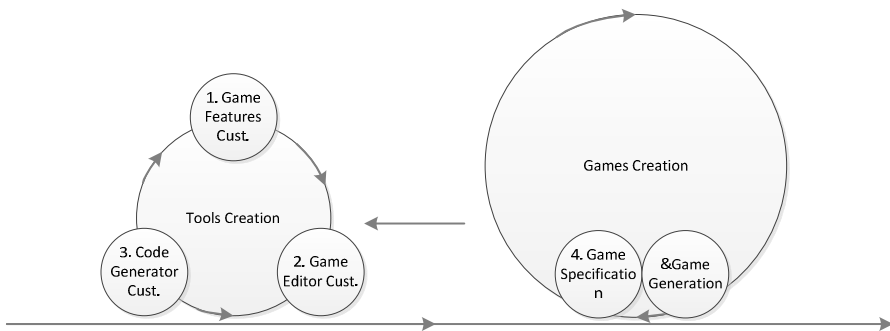 1. Game
Features
Cust.
Tools Creation
3. Code
Generator
Cust.
2. Game
Editor Cust.
Games Creation
4. Game
Specificatio
n
&Game
Generation